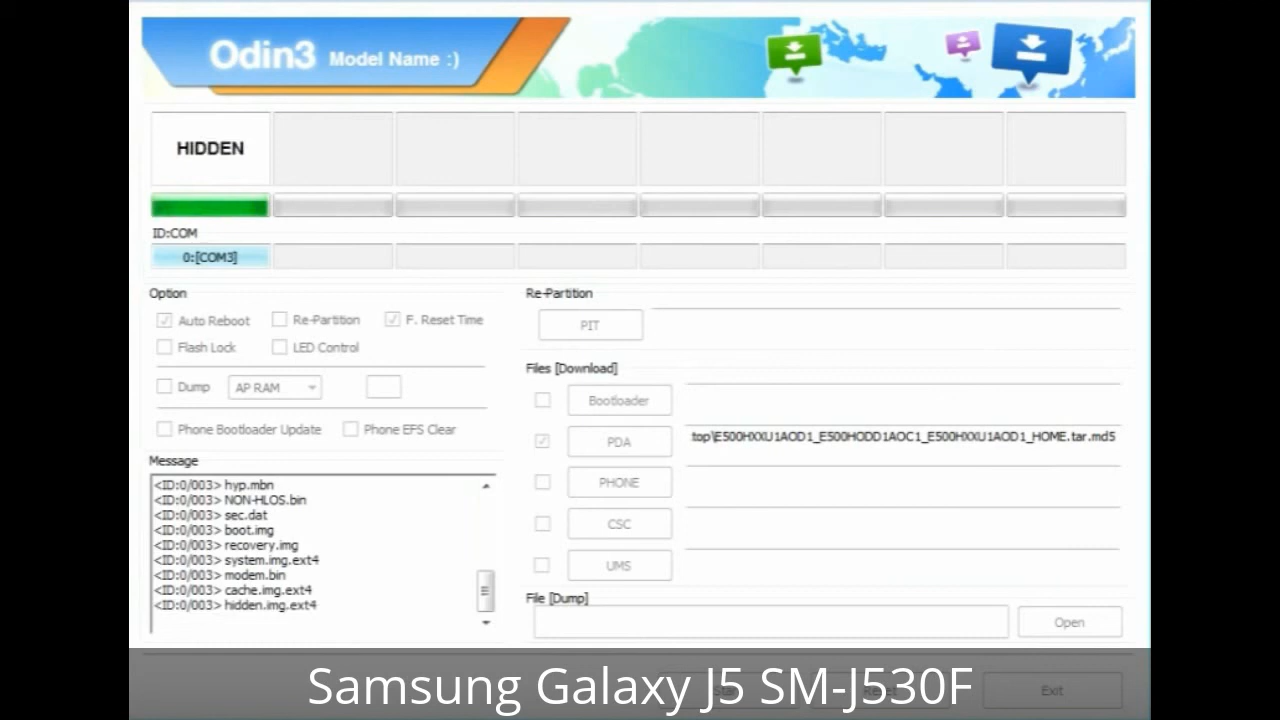 Odin3 Model Name :)
HIDDEN
ID:COM
0:[COM3]
Option
Auto Reboot Re-Partition F. Reset Time
Flash Lock LED Control
Dump AP RAM
Phone Bootloader Update Phone EFS Clear
Message
<ID:0/003> hyp.mbn
<ID:0/003> NON-HLOS.bin
<ID:0/003> sec.dat
<ID:0/003> boot.img
<ID:0/003> recovery.img
<ID:0/003> system.img.ext4
<ID:0/003> modem.bin
<ID:0/003> cache.img.ext4
<ID:0/003> hidden.img.ext4
Re-Partition
PIT
Files [Download]
Bootloader
PDA top\E500HXXU1AOD1_E500HODD1AOC1_E500HXXU1AOD1_HOME.tar.md5
PHONE
CSC
UMS
File [Dump]
Open
Start Reset Exit
Samsung Galaxy J5 SM-J530F